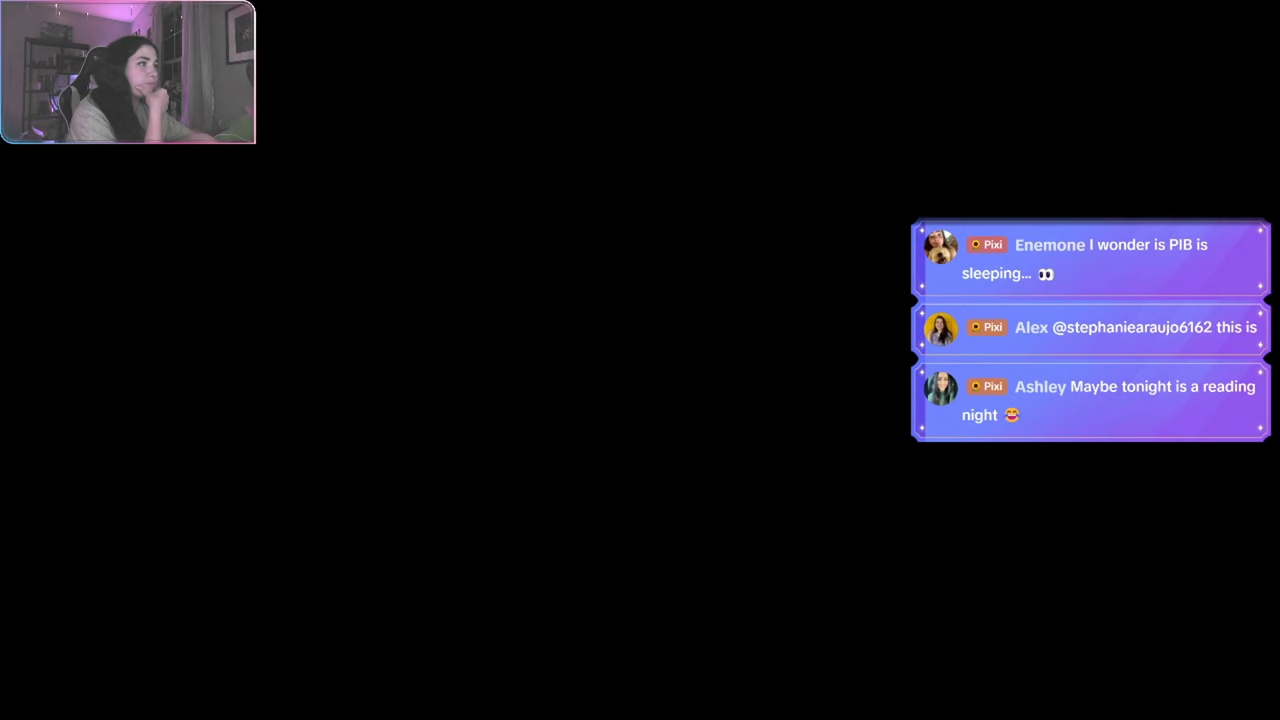 Pixi Enemone I wonder is PIB is
sleeping... 👀
Pixi Alex @stephaniearaujo6162 this is
Pixi Ashley Maybe tonight is a reading
night 😂